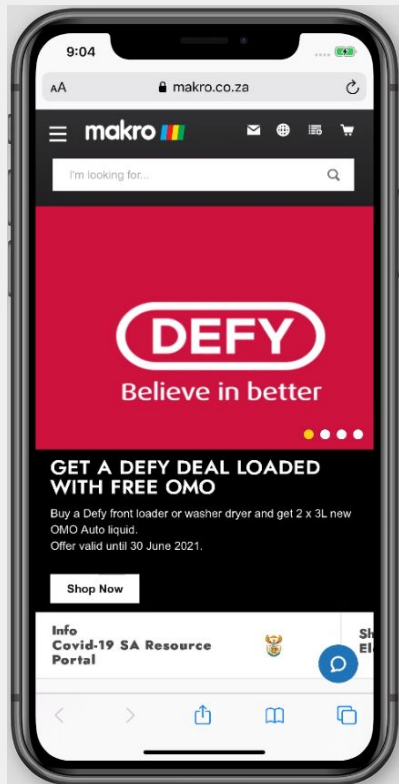 9:04
AA
makro.co.za
makro
I'm looking for...
DEFY
Believe in better
GET A DEFY DEAL LOADED
WITH FREE OMO
Buy a Defy front loader or washer dryer and get 2 x 3L new
OMO Auto liquid.
Offer valid until 30 June 2021.
Shop Now
Info
Covid-19 SA Resource
Portal
Sh
El